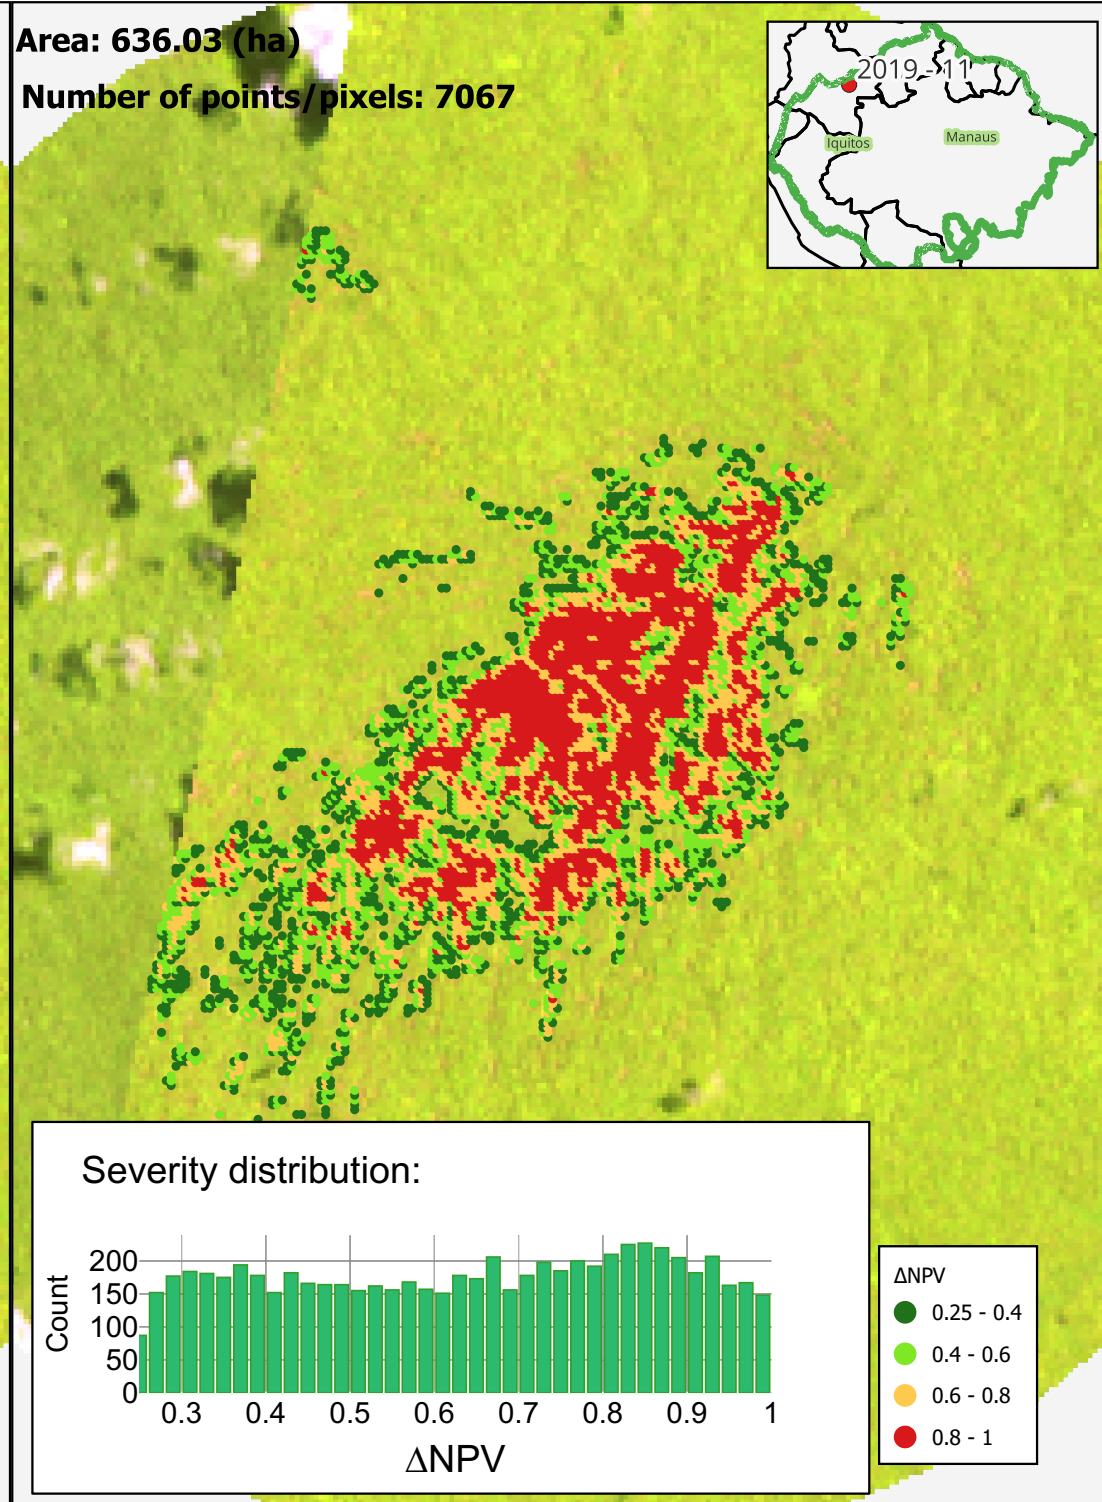 Area: 636.03 (ha)
Number of points/pixels: 7067
2019 - 11
Iquitos
Manaus
Severity distribution:
Count
200
150
100
50
0
0.3 0.4 0.5 0.6 0.7 0.8 0.9 1
ΔNPV
ΔNPV
0.25 - 0.4
0.4 - 0.6
0.6 - 0.8
0.8 - 1